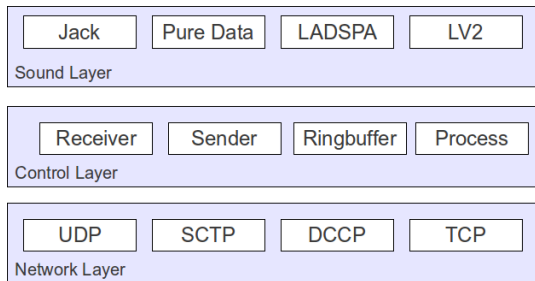 Jack Pure Data LADSPA LV2
Sound Layer
Receiver Sender Ringbuffer Process
Control Layer
UDP SCTP DCCP TCP
Network Layer